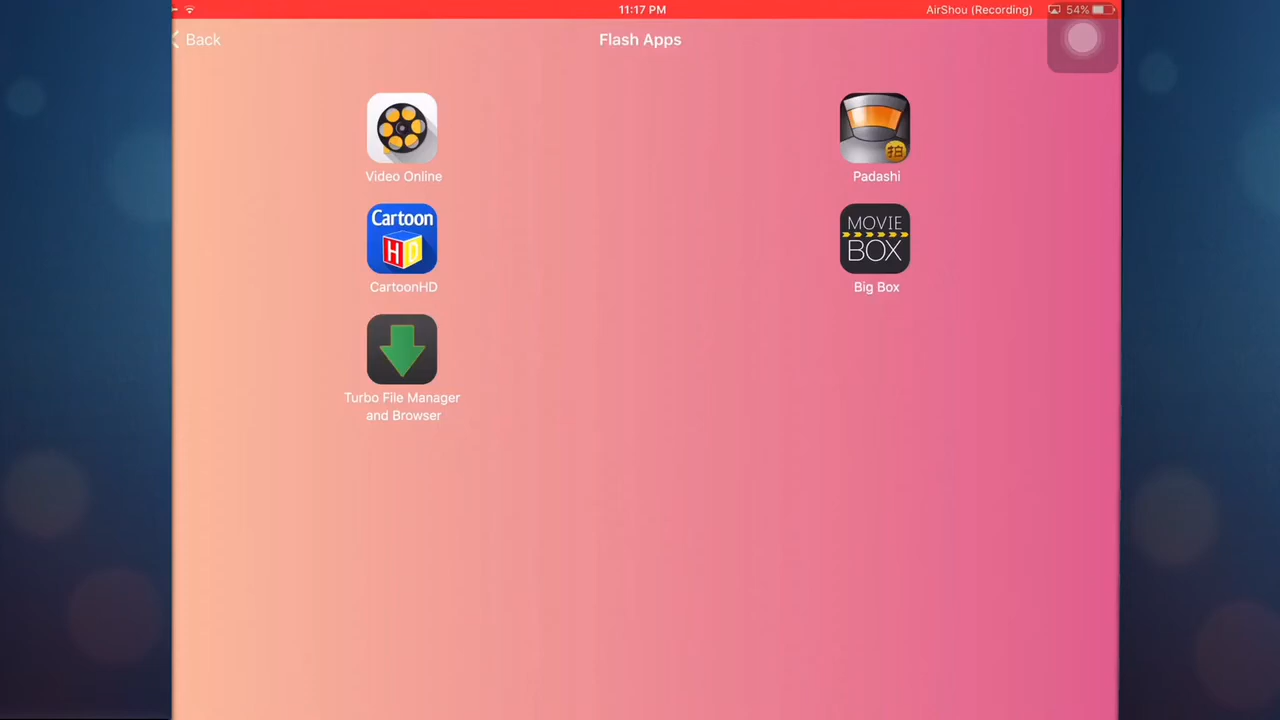 11:17 PM
AirShou (Recording)
54%
Back
Flash Apps
拍
Video Online
Padashi
Cartoon
HD
MOVIE
BOX
CartoonHD
Big Box
Turbo File Manager
and Browser